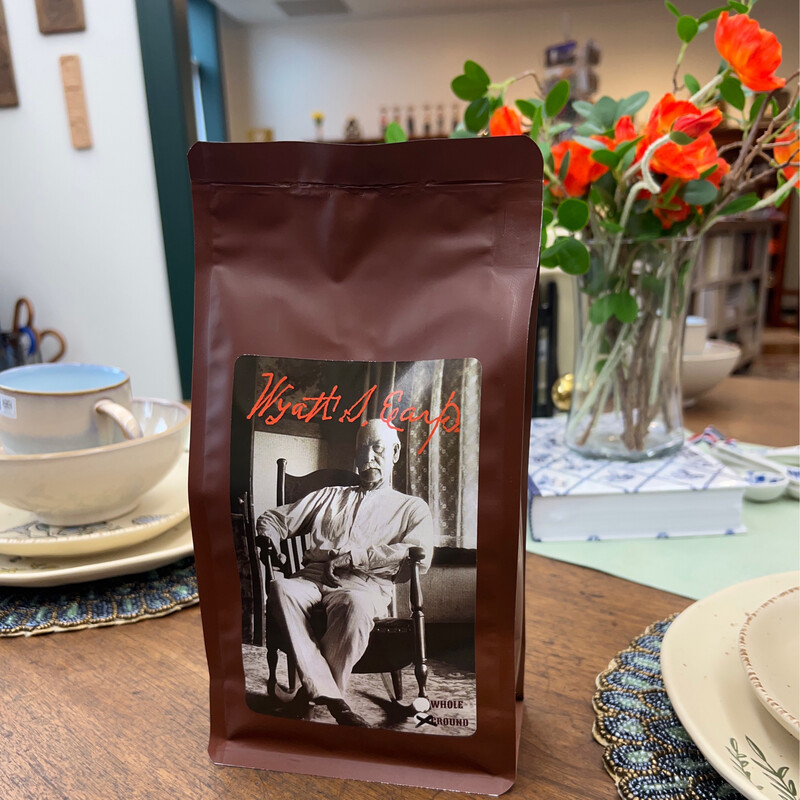 Wyatt S. Earp
WHOLE
GROUND